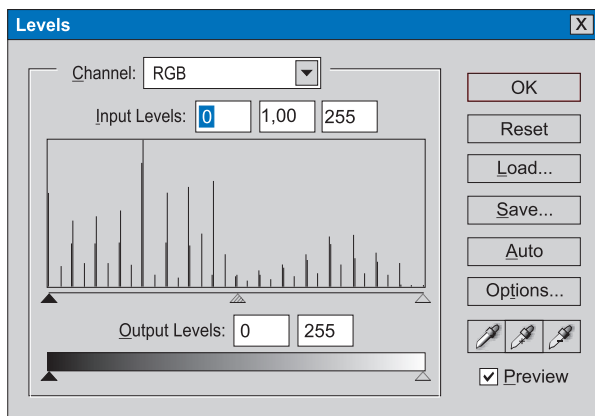 Levels X
Channel: RGB
Input Levels: 0 1,00 255
Output Levels: 0 255
OK
Reset
Load...
Save...
Auto
Options...
Preview